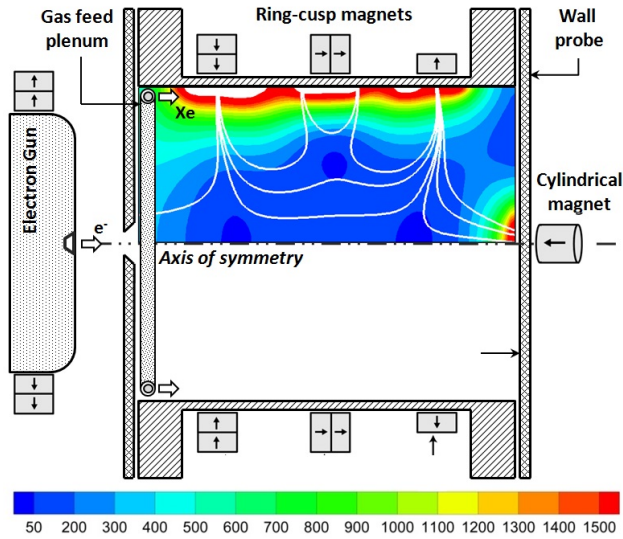 Gas feed
plenum
Ring-cusp magnets
Wall
probe
Xe
Electron Gun
e-
Cylindrical
magnet
Axis of symmetry
50 200 300 400 500 600 700 800 900 1000 1100 1200 1300 1400 1500